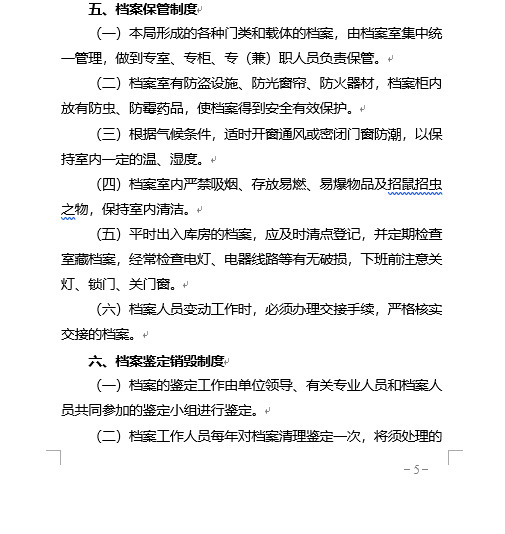 五、档案保管制度
（一）本局形成的各种门类和载体的档案，由档案室集中统
一管理，做到专室、专柜、专（兼）职人员负责保管。
（二）档案室有防盗设施、防光窗帘、防火器材，档案柜内
放有防虫、防霉药品，使档案得到安全有效保护。
（三）根据气候条件，适时开窗通风或密闭门窗防潮，以保
持室内一定的温、湿度。
（四）档案室内严禁吸烟、存放易燃、易爆物品及招鼠招虫
之物，保持室内清洁。
（五）平时出入库房的档案，应及时清点登记，并定期检查
室藏档案，经常检查电灯、电器线路等有无破损，下班前注意关
灯、锁门、关门窗。
（六）档案人员变动工作时，必须办理交接手续，严格核实
交接的档案。
六、档案鉴定销毁制度
（一）档案的鉴定工作由单位领导、有关专业人员和档案人
员共同参加的鉴定小组进行鉴定。
（二）档案工作人员每年对档案清理鉴定一次，将须处理的
－5－